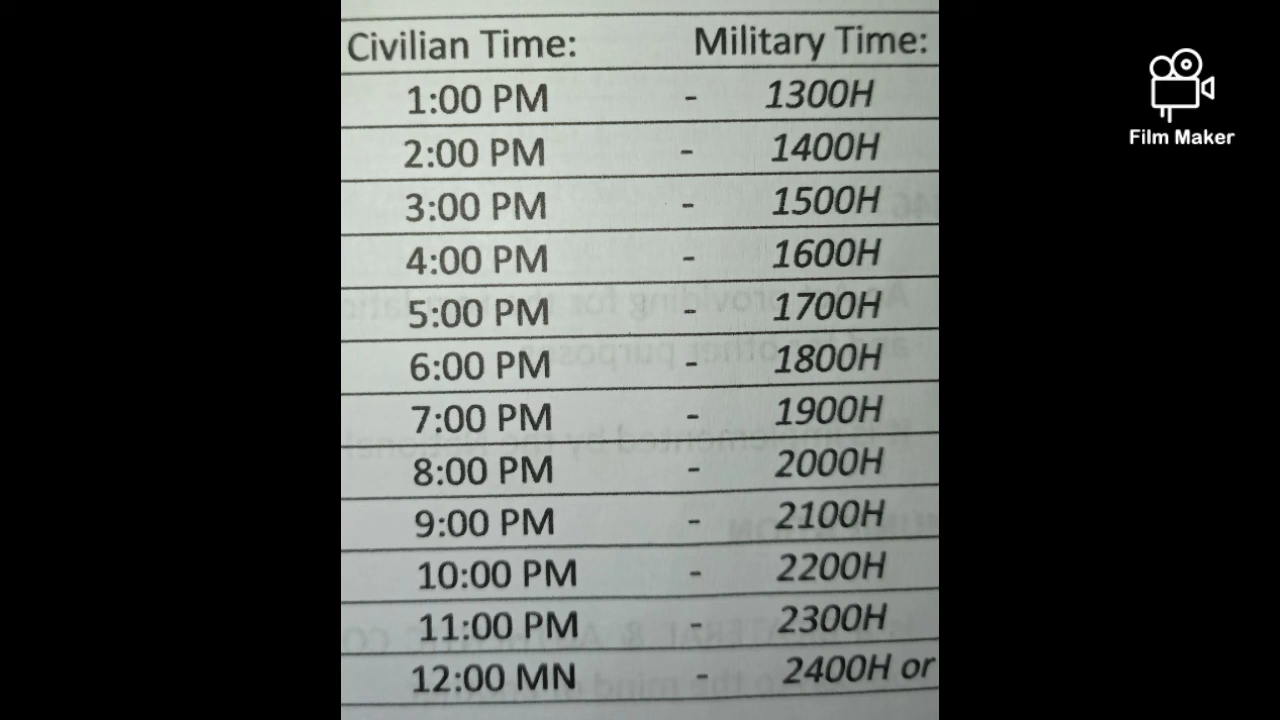 Civilian Time: Military Time:
1:00 PM - 1300H
2:00 PM - 1400H
3:00 PM - 1500H
4:00 PM - 1600H
5:00 PM - 1700H
6:00 PM - 1800H
7:00 PM - 1900H
8:00 PM - 2000H
9:00 PM - 2100H
10:00 PM - 2200H
11:00 PM - 2300H
12:00 MN - 2400H or
Film Maker